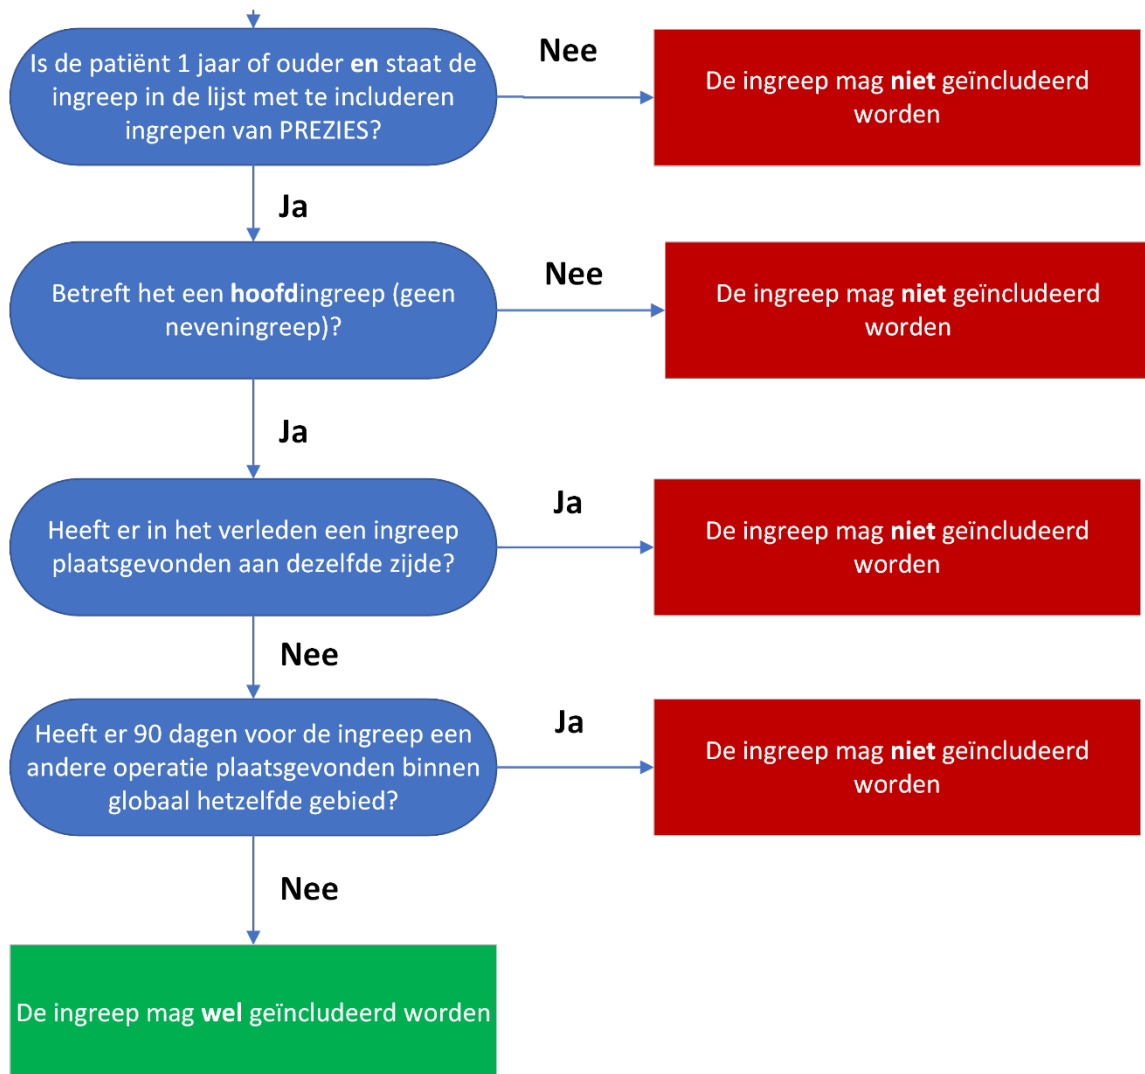 Is de patiënt 1 jaar of ouder en staat de
ingreep in de lijst met te includeren
ingrepen van PREZIES?
Nee
De ingreep mag niet geïncludeerd
worden
Ja
Betreft het een hoofdingreep (geen
neveningreep)?
Nee
De ingreep mag niet geïncludeerd
worden
Ja
Heeft er in het verleden een ingreep
plaatsgevonden aan dezelfde zijde?
Ja
De ingreep mag niet geïncludeerd
worden
Nee
Heeft er 90 dagen voor de ingreep een
andere operatie plaatsgevonden binnen
globaal hetzelfde gebied?
Ja
De ingreep mag niet geïncludeerd
worden
Nee
De ingreep mag wel geïncludeerd worden